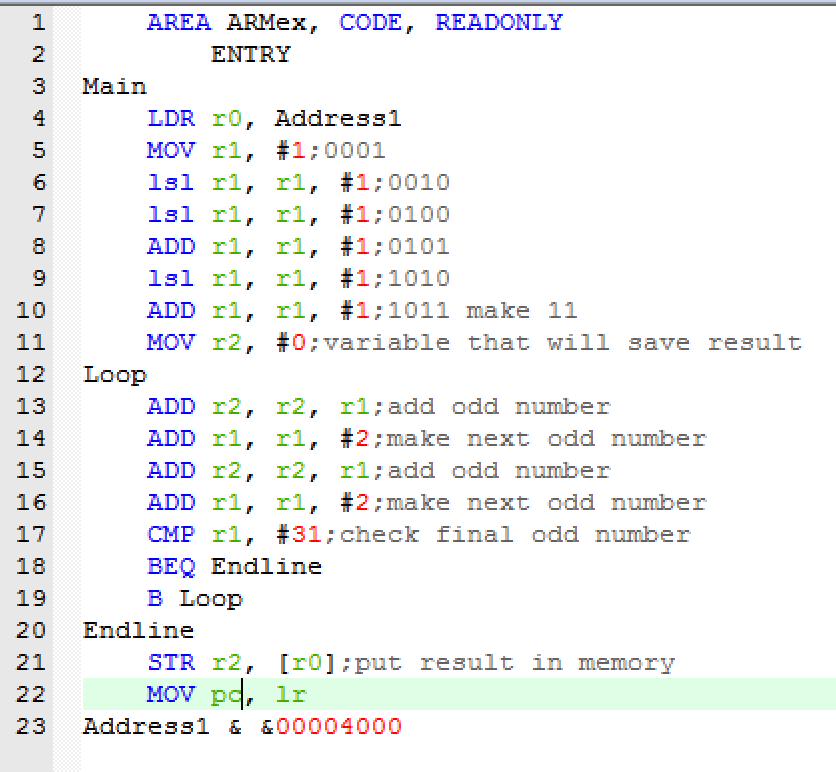 1 AREA ARMex, CODE, READONLY
2 ENTRY
3 Main
4 LDR r0, Address1
5 MOV r1, #1;0001
6 lsl r1, r1, #1;0010
7 lsl r1, r1, #1;0100
8 ADD r1, r1, #1;0101
9 lsl r1, r1, #1;1010
10 ADD r1, r1, #1;1011 make 11
11 MOV r2, #0;variable that will save result
12 Loop
13 ADD r2, r2, r1;add odd number
14 ADD r1, r1, #2;make next odd number
15 ADD r2, r2, r1;add odd number
16 ADD r1, r1, #2;make next odd number
17 CMP r1, #31;check final odd number
18 BEQ Endline
19 B Loop
20 Endline
21 STR r2, [r0];put result in memory
22 MOV pc, lr
23 Address1 & &00004000